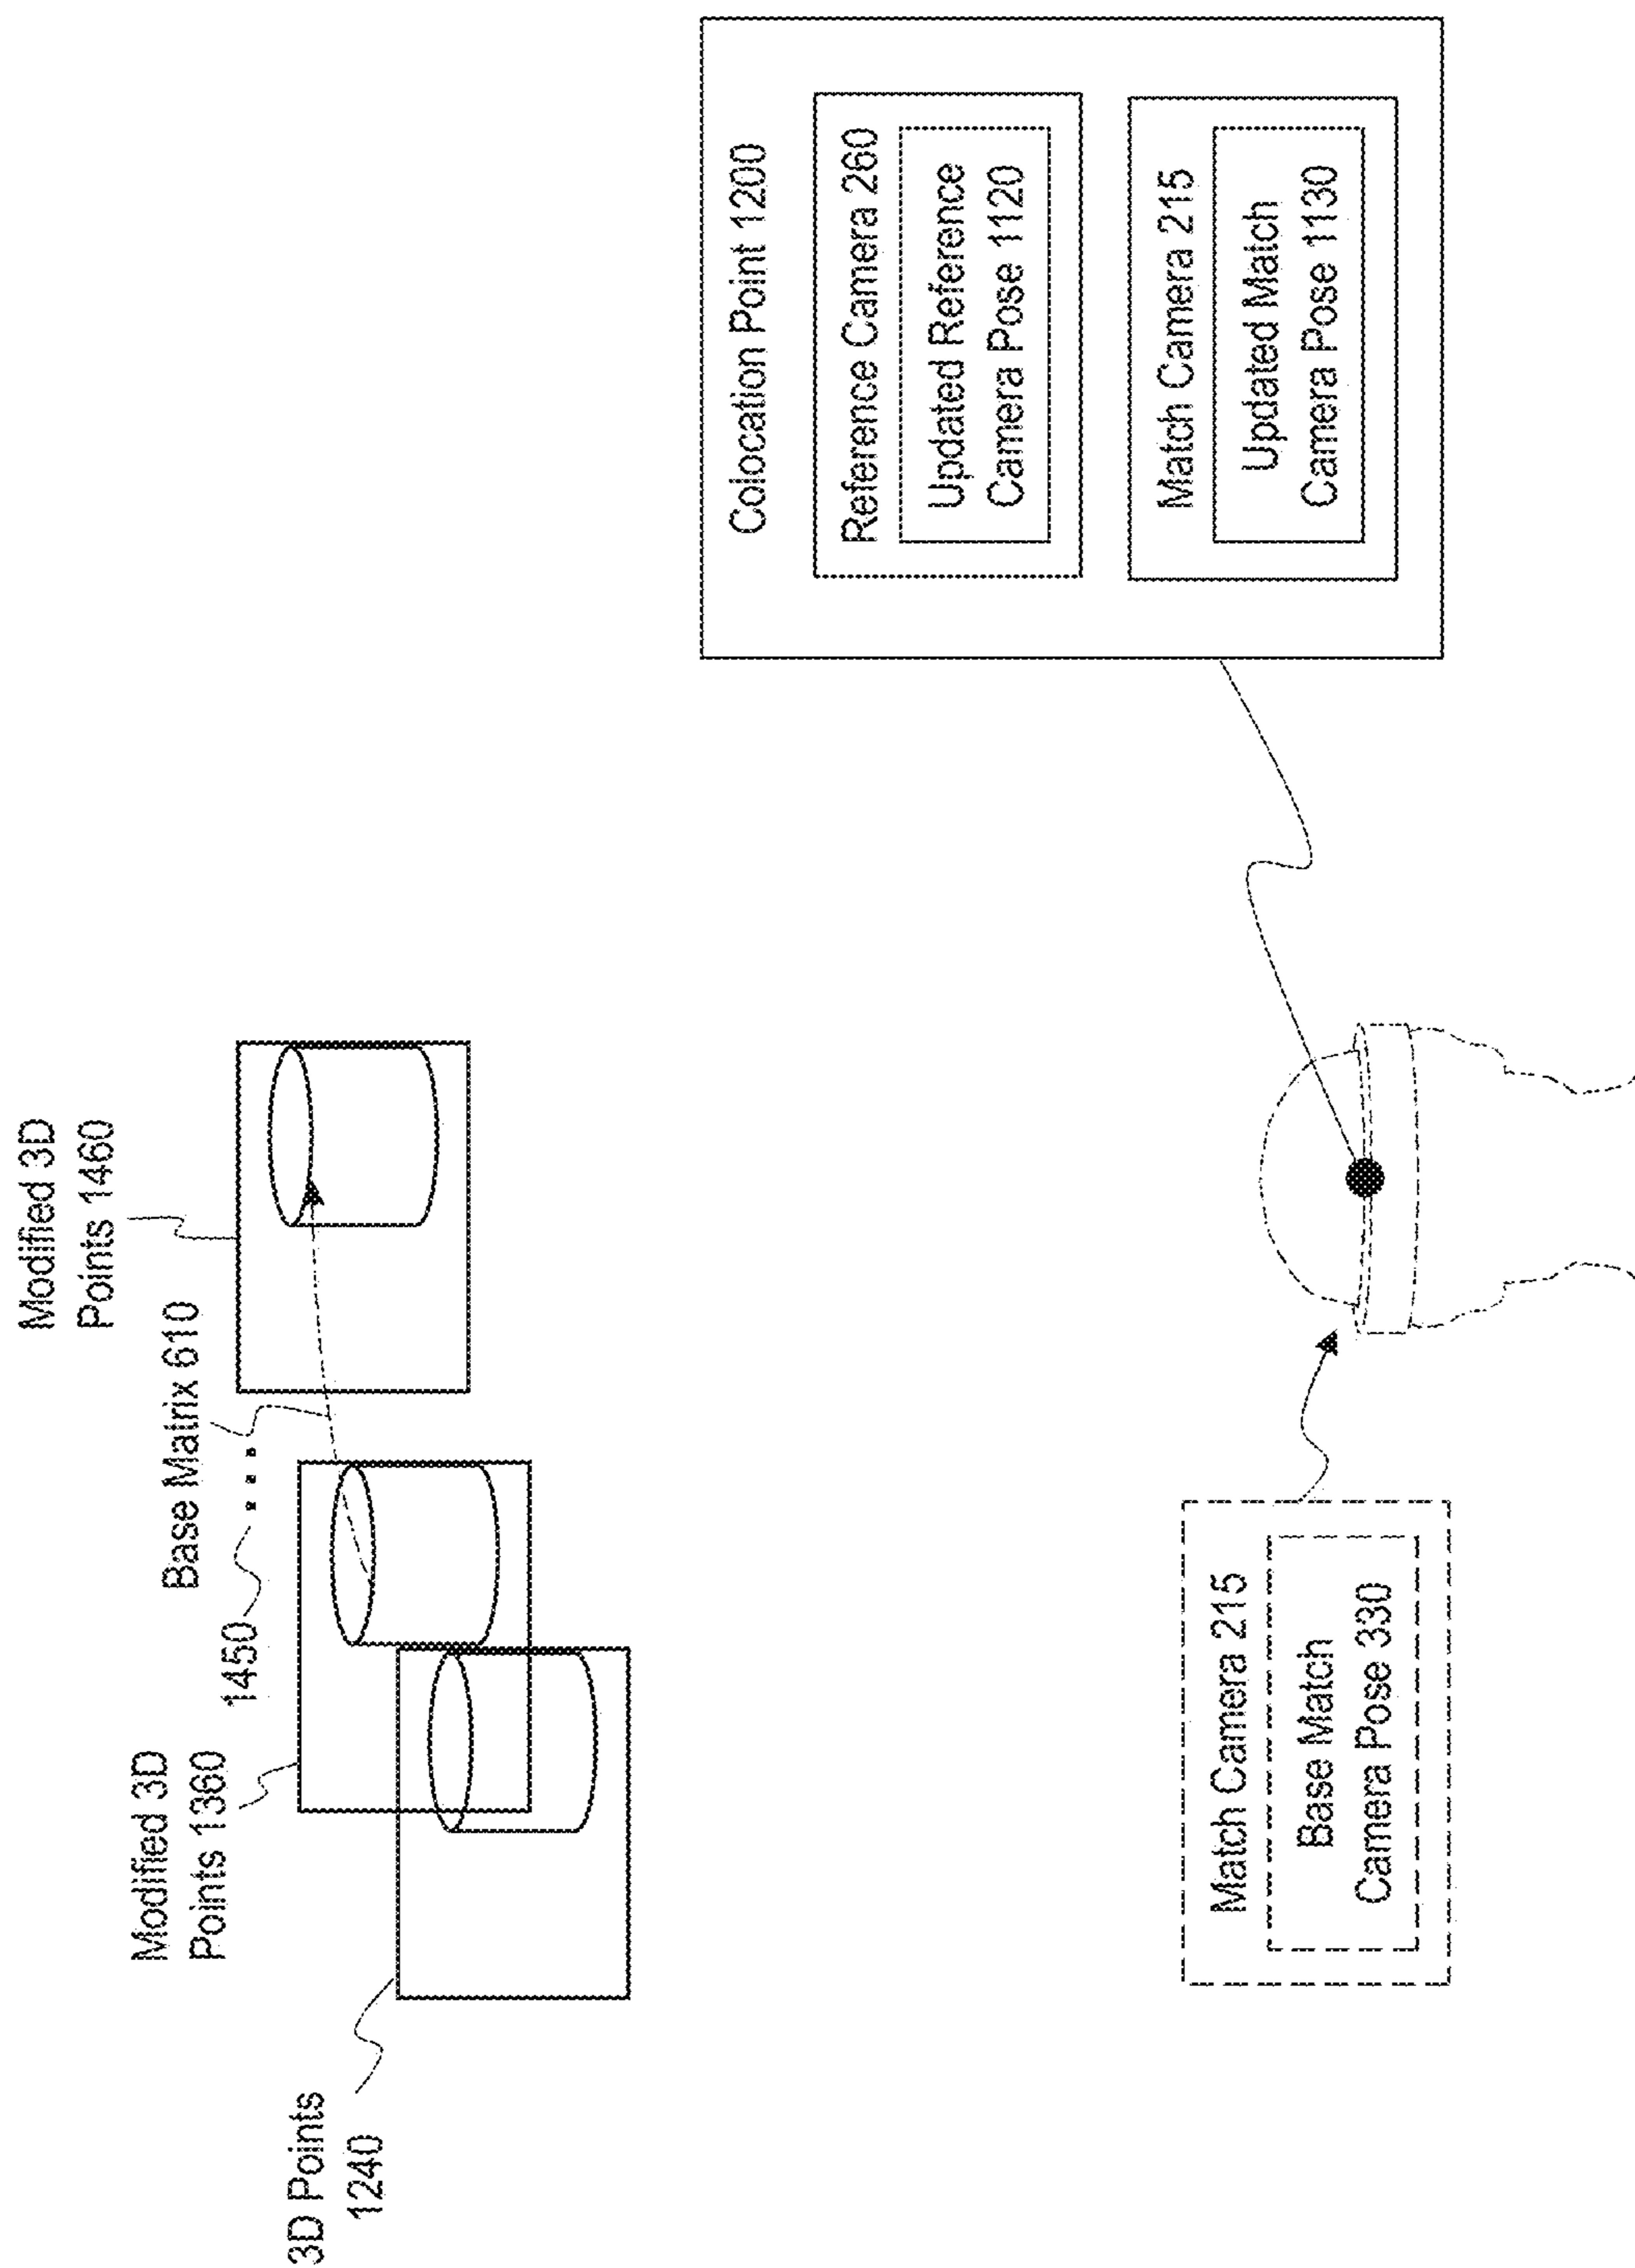 3D Points
1240
Modified 3D
Points 1360
1450
Base Matrix 610
Modified 3D
Points 1460
Match Camera 215
Base Match
Camera Pose 330
Colocation Point 1200
Reference Camera 260
Updated Reference
Camera Pose 1120
Match Camera 215
Updated Match
Camera Pose 1130